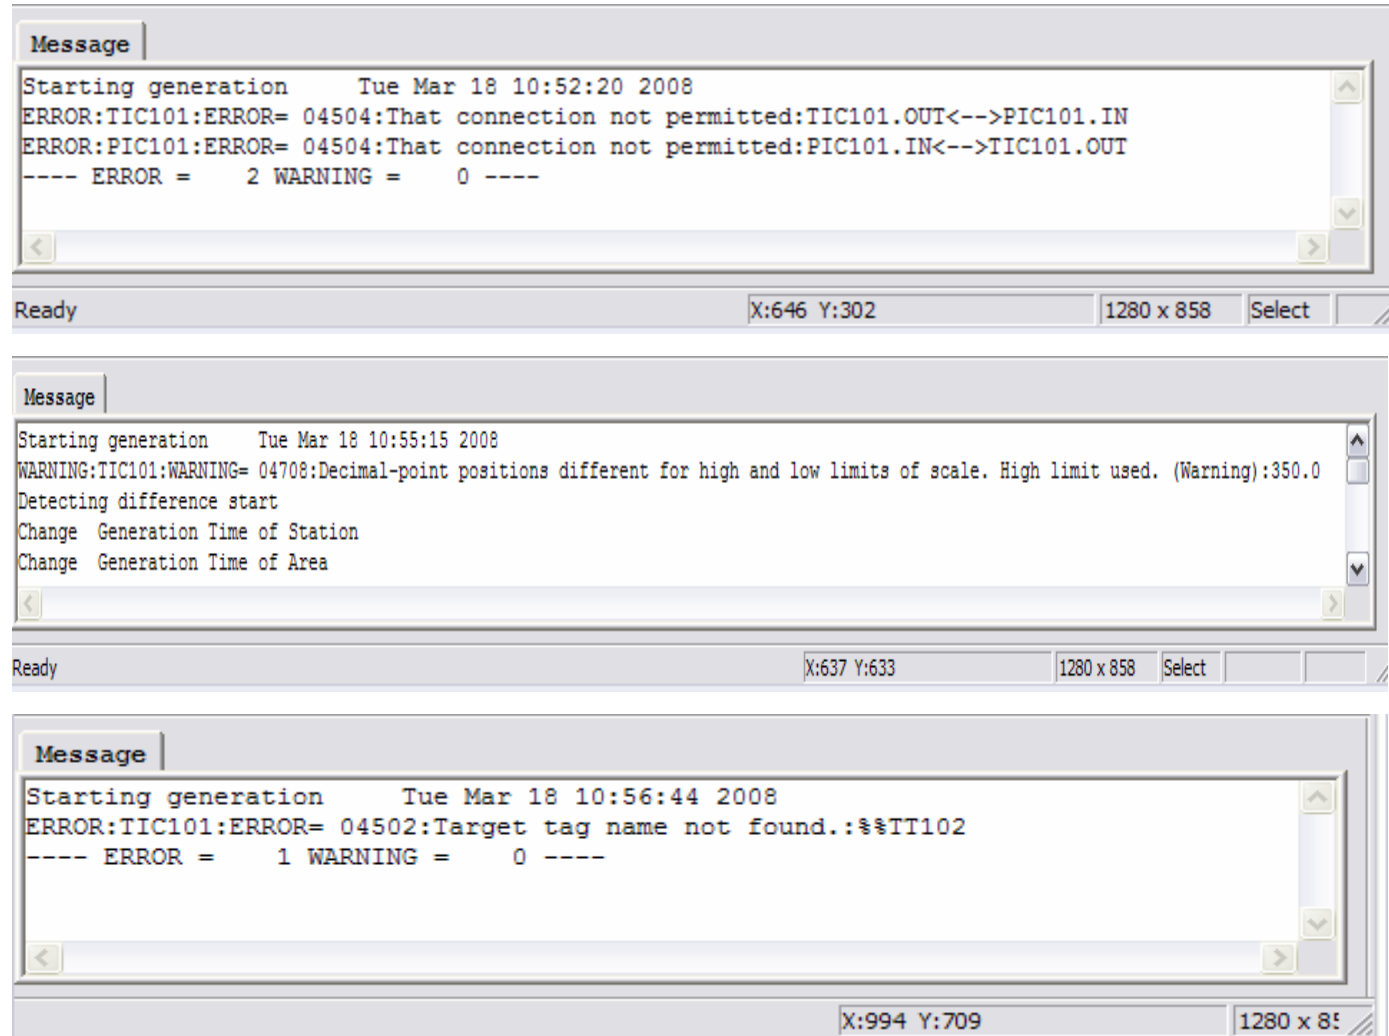 Message
Starting generation     Tue Mar 18 10:52:20 2008
ERROR:TIC101:ERROR= 04504:That connection not permitted:TIC101.OUT<-->PIC101.IN
ERROR:PIC101:ERROR= 04504:That connection not permitted:PIC101.IN<-->TIC101.OUT
---- ERROR =    2 WARNING =    0 ----
Ready X:646 Y:302 1280 x 858 Select
Message
Starting generation     Tue Mar 18 10:55:15 2008
WARNING:TIC101:WARNING= 04708:Decimal-point positions different for high and low limits of scale. High limit used. (Warning):350.0
Detecting difference start
Change  Generation Time of Station
Change  Generation Time of Area
Ready X:637 Y:633 1280 x 858 Select
Message
Starting generation     Tue Mar 18 10:56:44 2008
ERROR:TIC101:ERROR= 04502:Target tag name not found.:%%TT102
---- ERROR =    1 WARNING =    0 ----
X:994 Y:709 1280 x